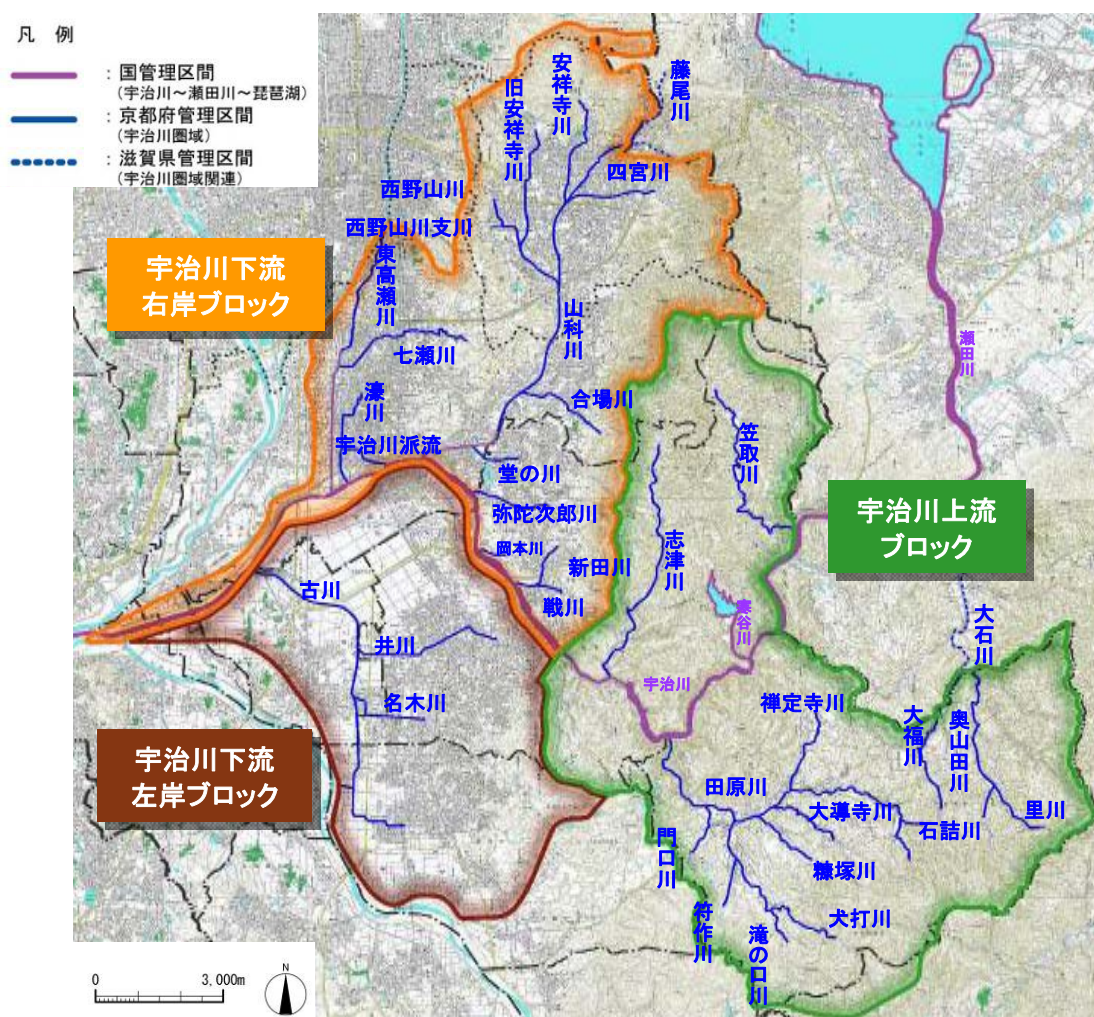 凡　例
：国管理区間
（宇治川～瀬田川～琵琶湖）
：京都府管理区間
（宇治川圏域）
：滋賀県管理区間
（宇治川圏域関連）
安祥寺川
藤尾川
旧安祥寺川
四宮川
西野山川
西野山川支川
宇治川下流
右岸ブロック
東高瀬川
山科川
七瀬川
瀬田川
濠川
合場川
笠取川
宇治川派流
堂の川
宇治川上流
ブロック
弥陀次郎川
志津川
岡本川
新田川
古川
戦川
大石川
井川
宇治川
名木川
禅定寺川
大福川
奥山田川
宇治川下流
左岸ブロック
田原川
大導寺川
石詰川
里川
門口川
糠塚川
符作川
犬打川
滝の口川
0
3,000m
N